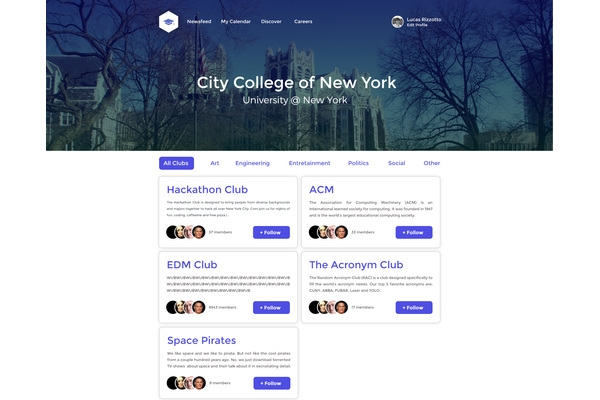 Newsfeed My Calendar Discover Careers
Lucas Rizzotto
Edit Profile
City College of New York
University @ New York
All Clubs Art Engineering Entretainment Politics Social Other
Hackathon Club
The Hackathon Club is designed to bring people from diverse backgrounds
and majors together to hack all over New York City. Com join us for nights of
fun, coding, caffeeine and free pizza (:
37 members
+ Follow
ACM
The Association for Computing Machinery (ACM) is an
international learned society for computing. It was founded in 1947
and is the world's largest educational computing society.
33 members
+ Follow
EDM Club
+ Follow
The Acronym Club
The Random Acronym Club (RAC) is a club designed specifically to
fill the world's acronym needs. Our top 5 favorite acronyms are:
CUNY, ABBA, FUBAR, Laser and YOLO.
17 members
+ Follow
Space Pirates
We like space and we like to pirate. But not like the cool pirates
from a couple hundred years ago. No, we just download torrented
TV shows about space and then talk about it in excruciating detail.
members
+ Follow